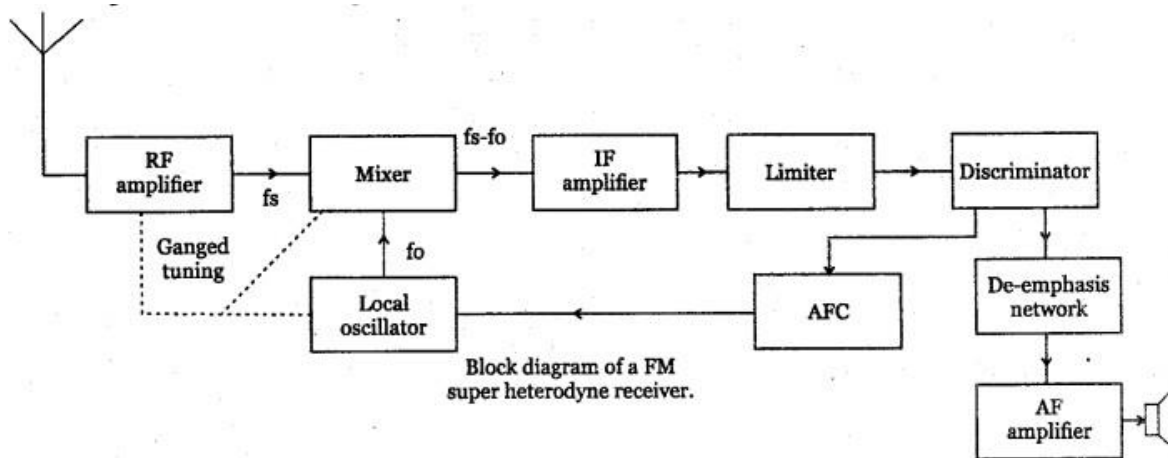 RF
amplifier
fs
Mixer
fs-fo
IF
amplifier
Limiter
Discriminator
Ganged
tuning
fo
Local
oscillator
AFC
De-emphasis
network
AF
amplifier
Block diagram of a FM
super heterodyne receiver.